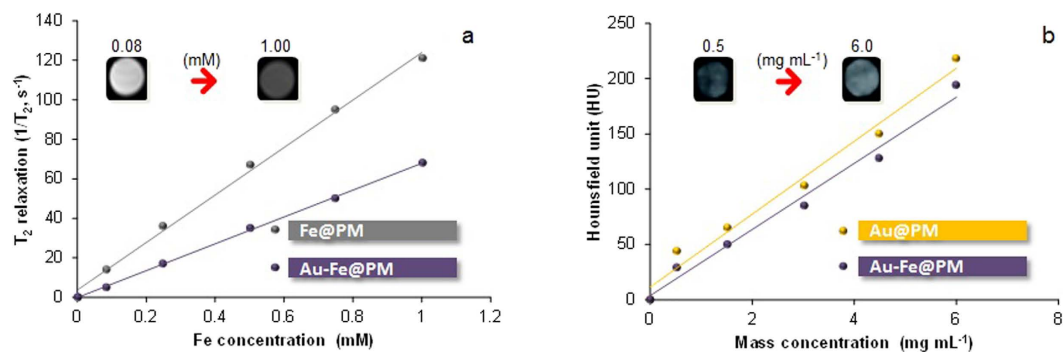 a
T₂ relaxation (1/T₂, s⁻¹)
140
120
100
80
60
40
20
0
0.08
(mM)
1.00
Fe@PM
Au-Fe@PM
0
0.2
0.4
0.6
0.8
1
1.2
Fe concentration (mM)
b
Hounsfield unit (HU)
250
200
150
100
50
0
0.5
(mg mL⁻¹)
6.0
Au@PM
Au-Fe@PM
0
2
4
6
8
Mass concentration (mg mL⁻¹)